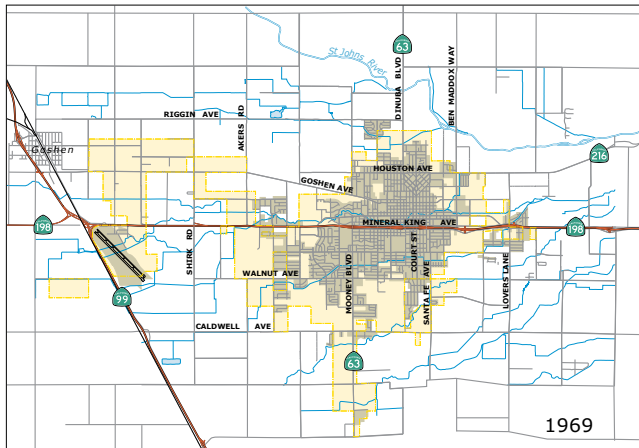 St Johns River
63
DINUBA BLVD
BEN MADDOX WAY
RIGGIN AVE
AKERS RD
Goshen
216
HOUSTON AVE
GOSHEN AVE
198
MINERAL KING AVE
198
SHIRK RD
COURT ST
WALNUT AVE
MOONEY BLVD
SANTA FE AVE
LOVERS LANE
99
CALDWELL AVE
63
1969